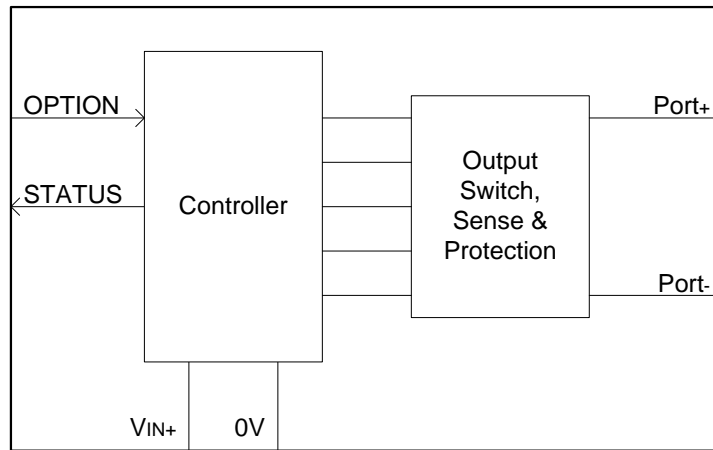 OPTION
STATUS
Controller
Output
Switch,
Sense &
Protection
Port+
Port-
VIN+
0V